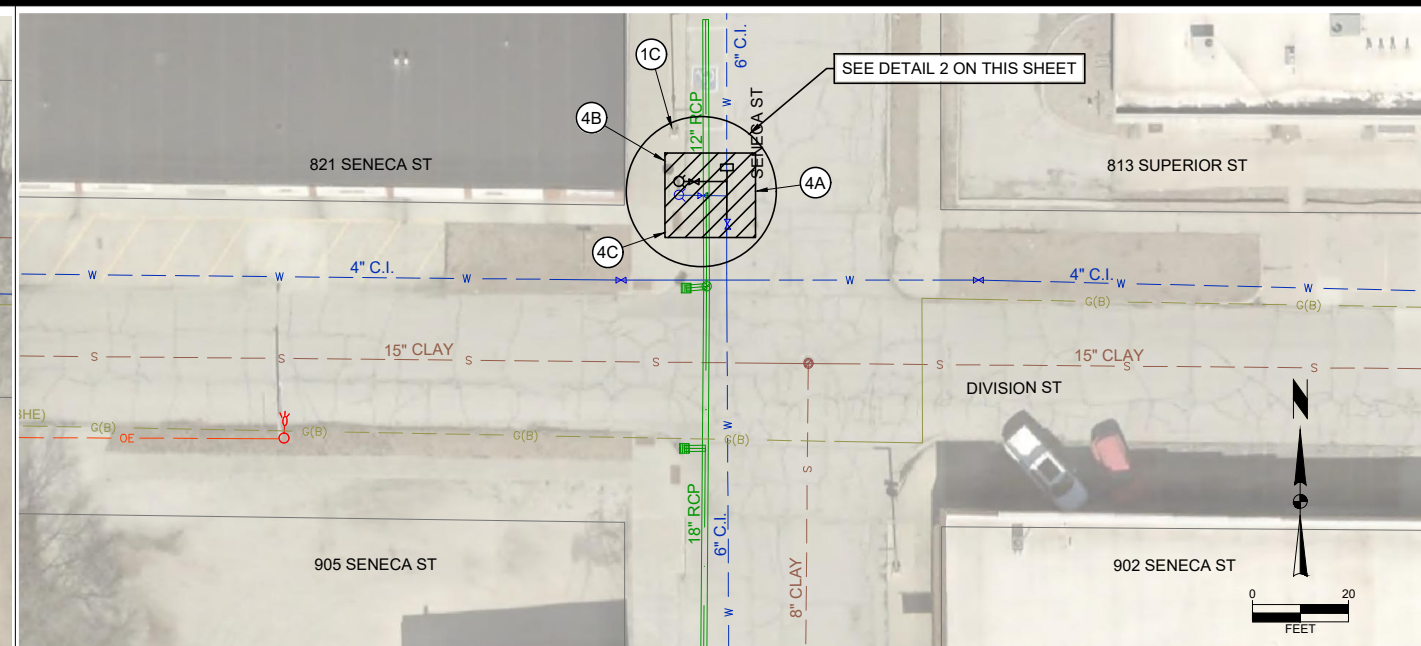 6" C.I.
1C
SEE DETAIL 2 ON THIS SHEET
W
SENECA ST
4B
12" RCP
821 SENECA ST
813 SUPERIOR ST
4A
4C
W
W
4" C.I.
W
W
4" C.I.
W
W
G(B)
G(B)
S
S
15" CLAY
S
S
S
15" CLAY
S
S
DIVISION ST
N
BHE)
G(B)
OE
G(B)
G(B)
W
G(B)
S
18" RCP
6" C.I.
905 SENECA ST
8" CLAY
902 SENECA ST
W
0 20
FEET